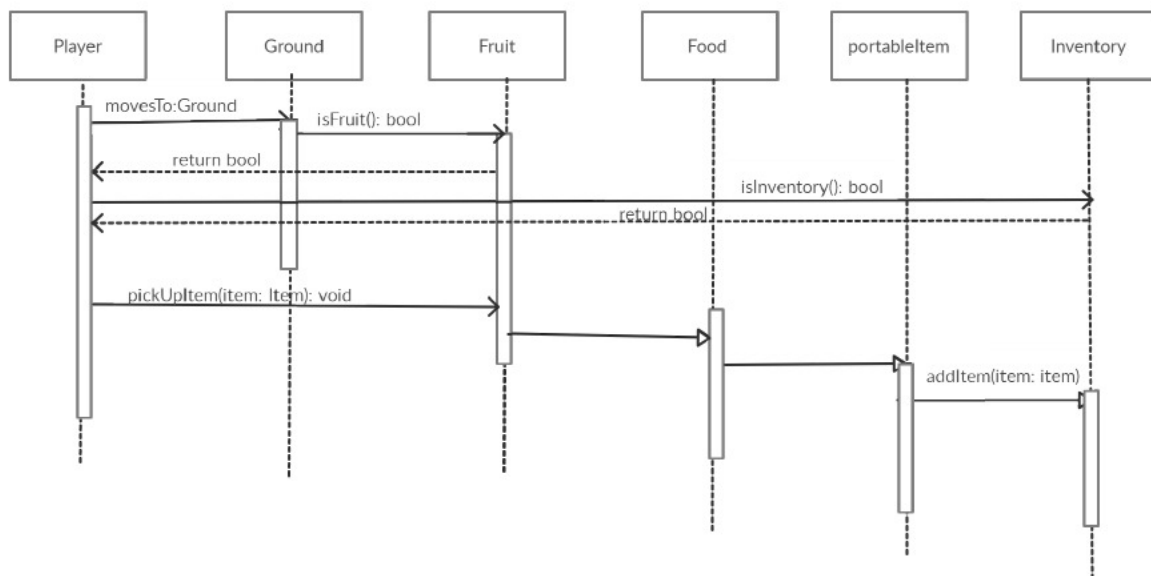 Player
Ground
Fruit
Food
portableItem
Inventory
movesTo:Ground
isFruit(): bool
return bool
isInventory(): bool
return bool
pickUpItem(item: Item): void
addItem(item: item)